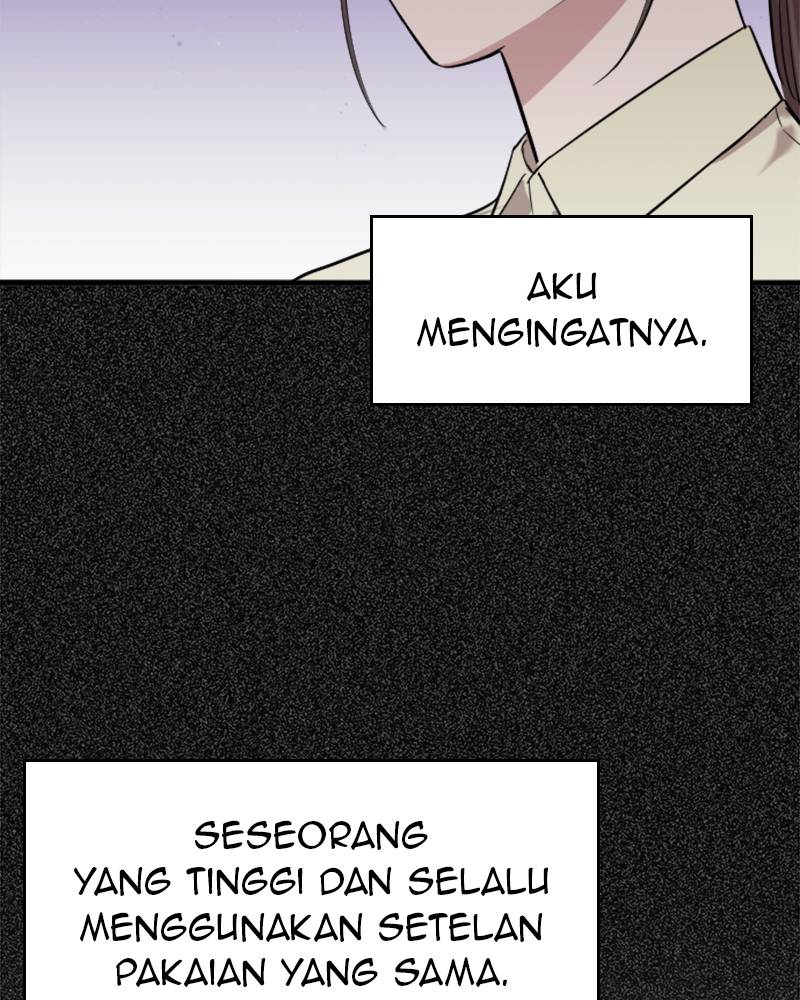 AKU
MENGINGATNYA.
SESEORANG
YANG TINGGI DAN SELALU
MENGGUNAKAN SETELAN
PAKAIAN YANG SAMA.